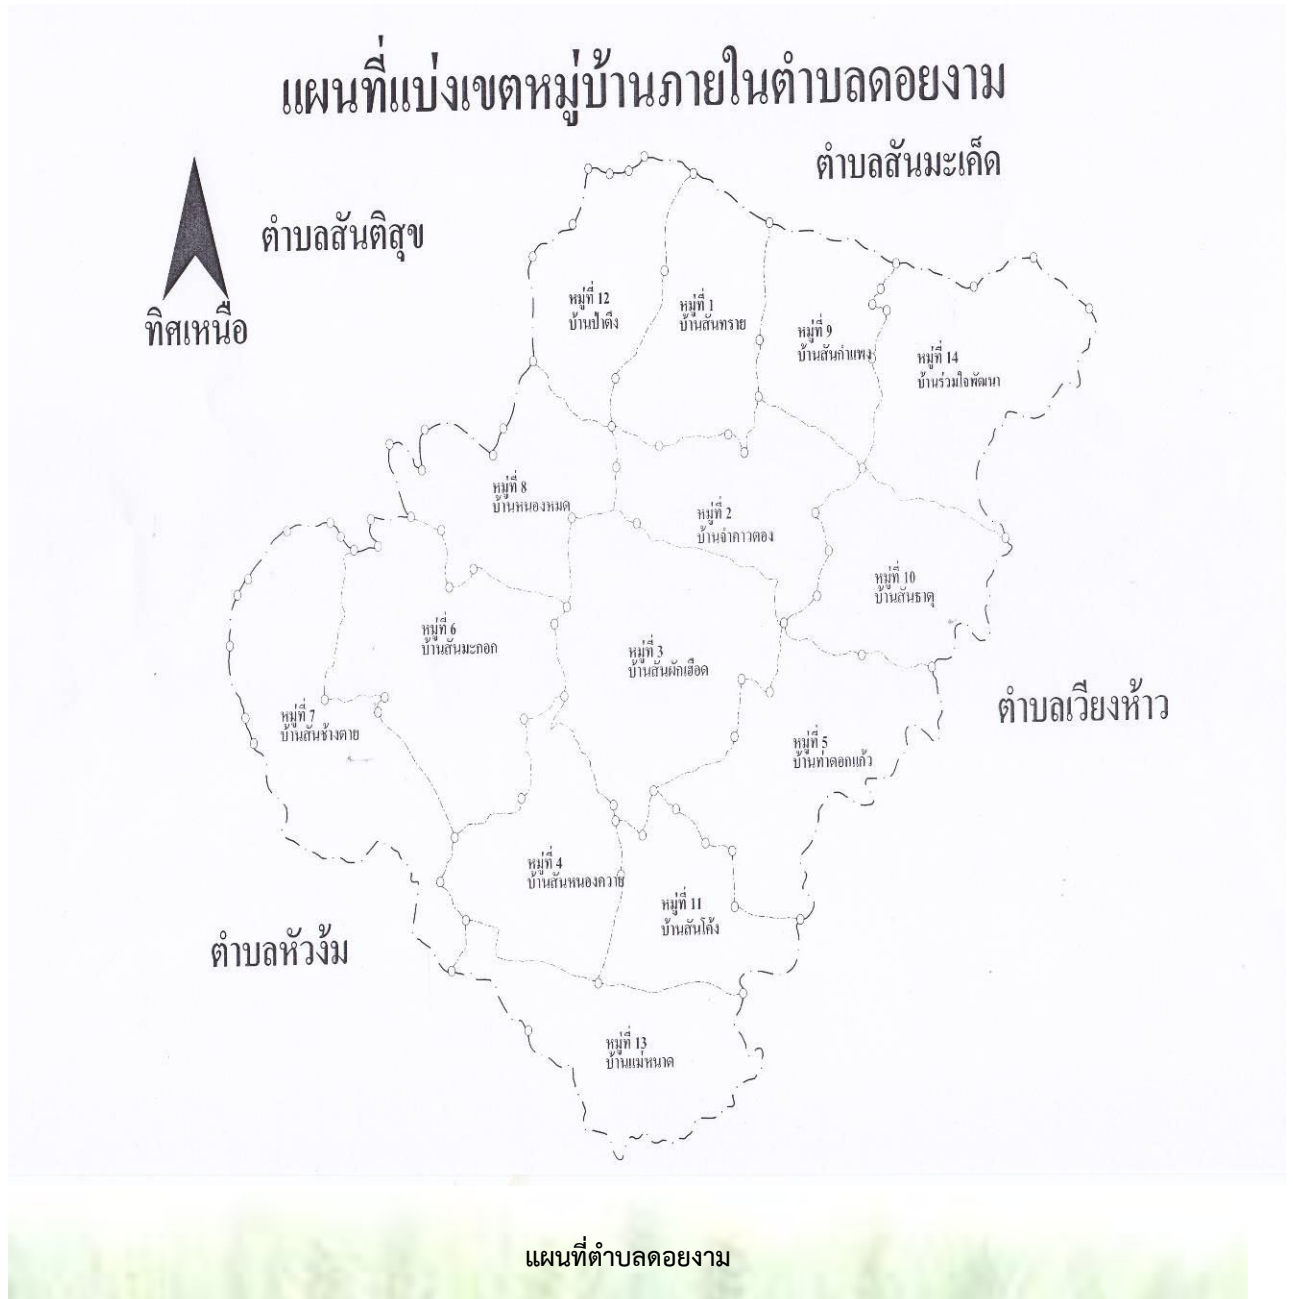 แผนที่แบ่งเขตหมู่บ้านภายในตำบลดอยงาม
ตำบลสันมะเค็ด
ตำบลสันติสุข
ทิศเหนือ
หมู่ที่ 12
บ้านป่าตึง
หมู่ที่ 1
บ้านสันทราย
หมู่ที่ 9
บ้านสันกำแพง
หมู่ที่ 14
บ้านร่วมใจพัฒนา
หมู่ที่ 8
บ้านหนองหมด
หมู่ที่ 2
บ้านจำคาวตอง
หมู่ที่ 10
บ้านสันธาตุ
หมู่ที่ 6
บ้านสันมะกอก
หมู่ที่ 3
บ้านสันผักเฮือด
หมู่ที่ 7
บ้านสันช้างตาย
ตำบลเวียงห้าว
หมู่ที่ 5
บ้านท่าดอกแก้ว
หมู่ที่ 4
บ้านสันหนองควาย
หมู่ที่ 11
บ้านสันโค้ง
ตำบลหัวง้ม
หมู่ที่ 13
บ้านแม่หนาด
แผนที่ตำบลดอยงาม